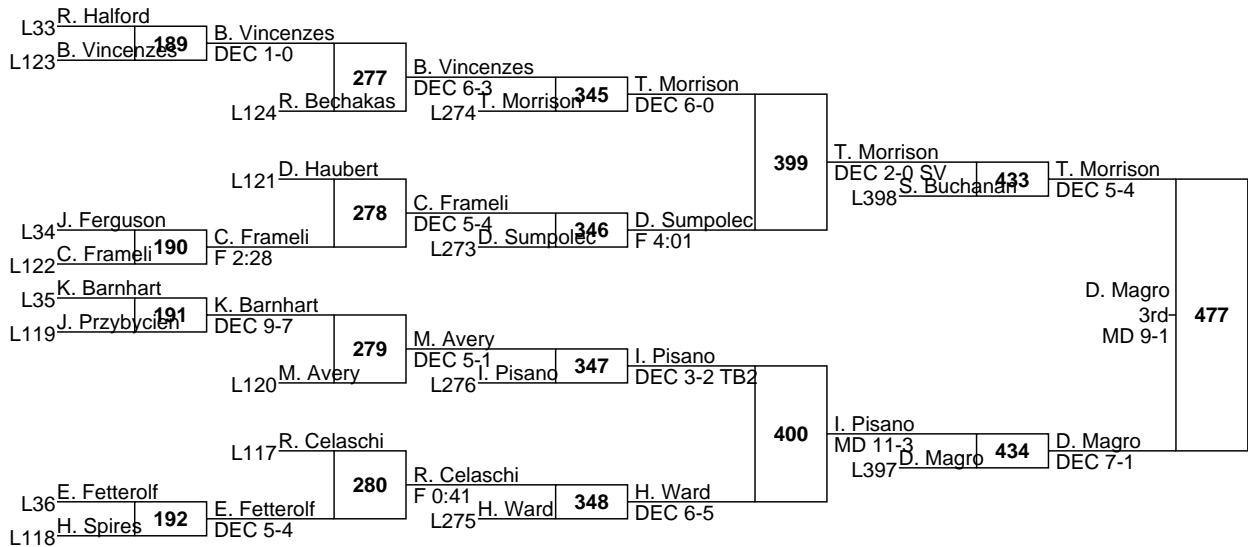 L33 R. Halford
L123 B. Vincenzes
189
B. Vincenzes
DEC 1-0
L124 R. Bechakas
277
B. Vincenzes
DEC 6-3
L274 T. Morrison
345
T. Morrison
DEC 6-0
L121 D. Haubert
278
L34 J. Ferguson
L122 C. Frameli
190
C. Frameli
F 2:28
C. Frameli
DEC 5-4
L273 D. Sumpolec
346
D. Sumpolec
F 4:01
399
T. Morrison
DEC 2-0 SV
L398 S. Buchanan
433
T. Morrison
DEC 5-4
L35 K. Barnhart
L119 J. Przybycien
191
K. Barnhart
DEC 9-7
L120 M. Avery
279
M. Avery
DEC 5-1
L276 I. Pisano
347
I. Pisano
DEC 3-2 TB2
L117 R. Celaschi
280
L36 E. Fetterolf
L118 H. Spires
192
E. Fetterolf
DEC 5-4
R. Celaschi
F 0:41
L275 H. Ward
348
H. Ward
DEC 6-5
400
I. Pisano
MD 11-3
L397 D. Magro
434
D. Magro
DEC 7-1
477
D. Magro
3rd
MD 9-1